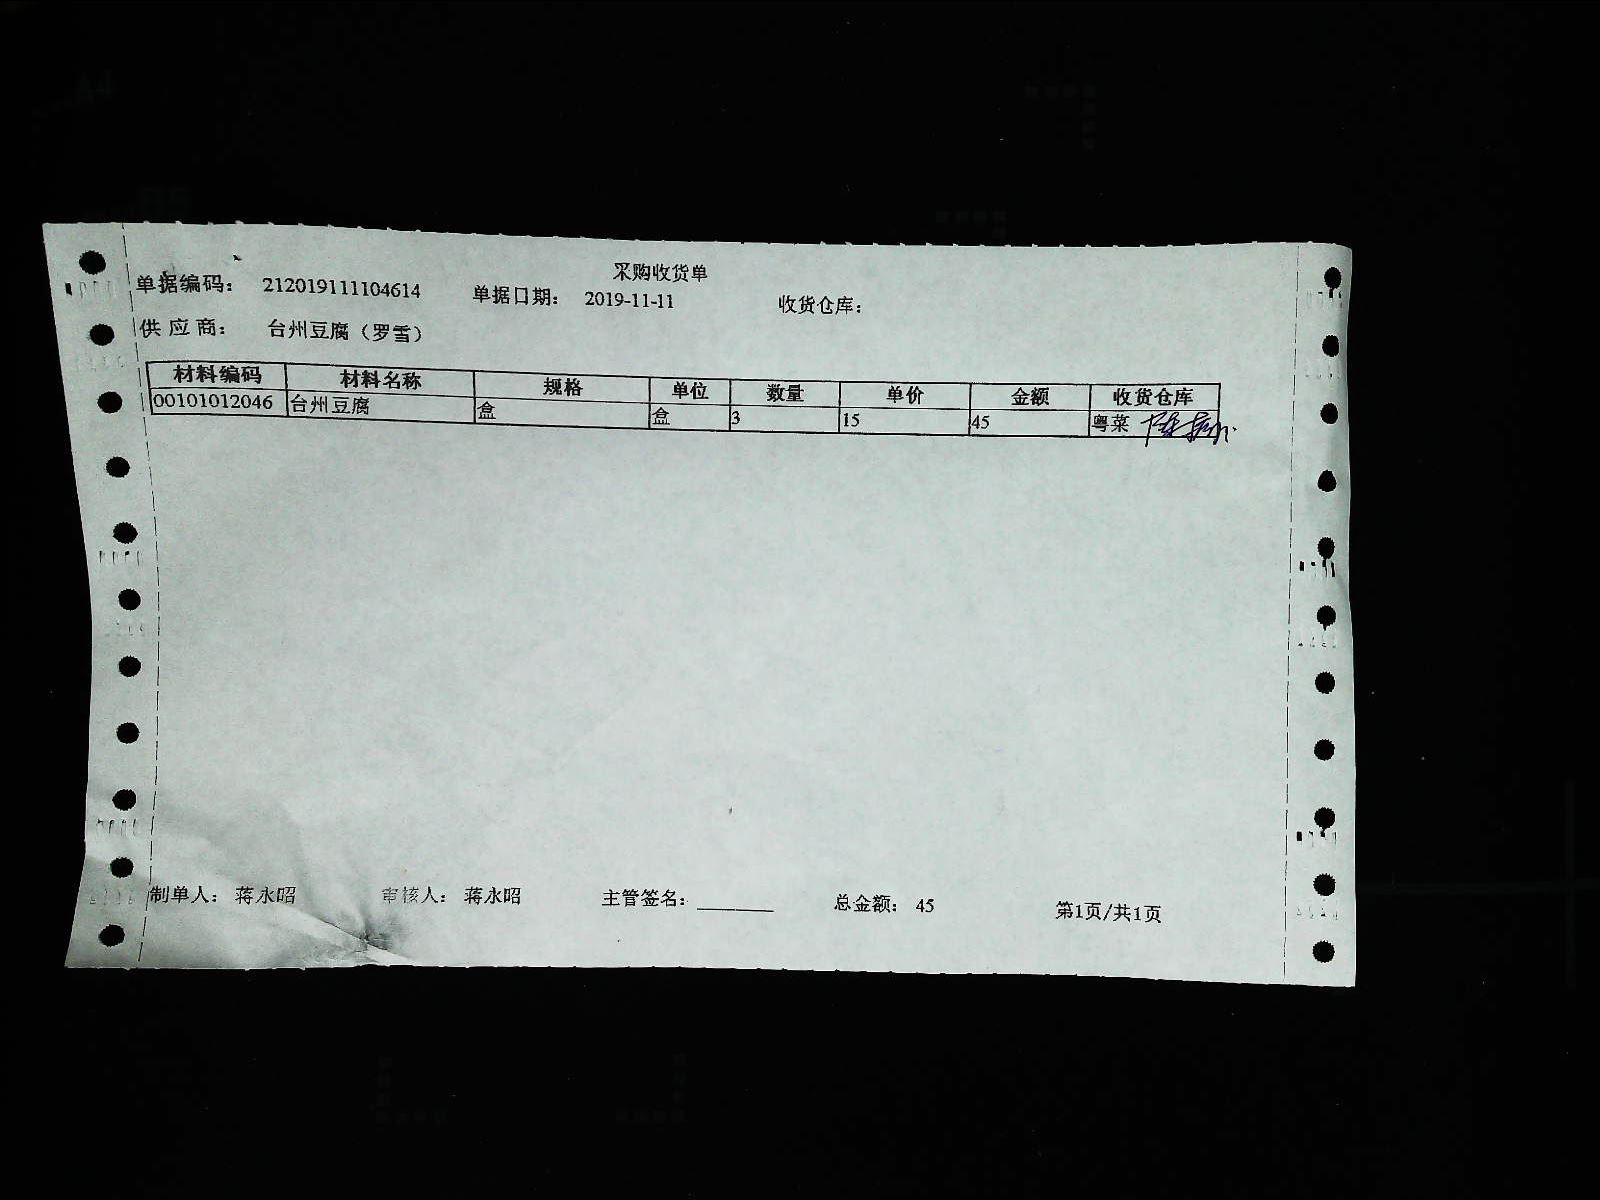 采购收货单
单据编码： 212019111104614 单据日期： 2019-11-11 收货仓库：
供应商： 台州豆腐（罗雪）
材料编码 材料名称 规格 单位 数量 单价 金额 收货仓库
00101012046 台州豆腐 盒 盒 3 15 45 粤菜
制单人： 蒋永昭 审核人： 蒋永昭 主管签名： 总金额： 45 第1页/共1页